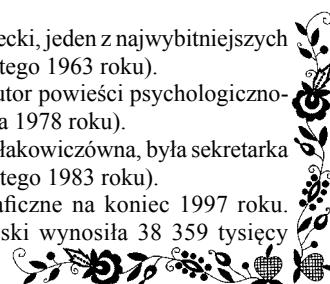 ecki, jeden z najwybitniejszych
tego 1963 roku).
utor powieści psychologiczno-
a 1978 roku).
łakowiczówna, była sekretarka
tego 1983 roku).
aficzne na koniec 1997 roku.
ski wynosiła 38 359 tysięcy